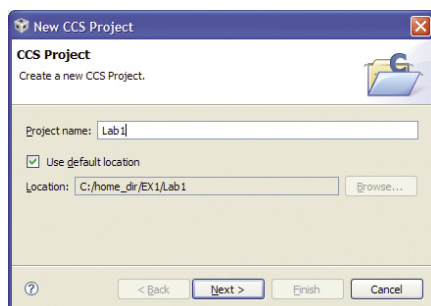 New CCS Project
CCS Project
Create a new CCS Project.
C
Project name: Lab1
Use default location
Location: C:/home_dir/EX1/Lab1 Browse...
? < Back Next > Finish Cancel